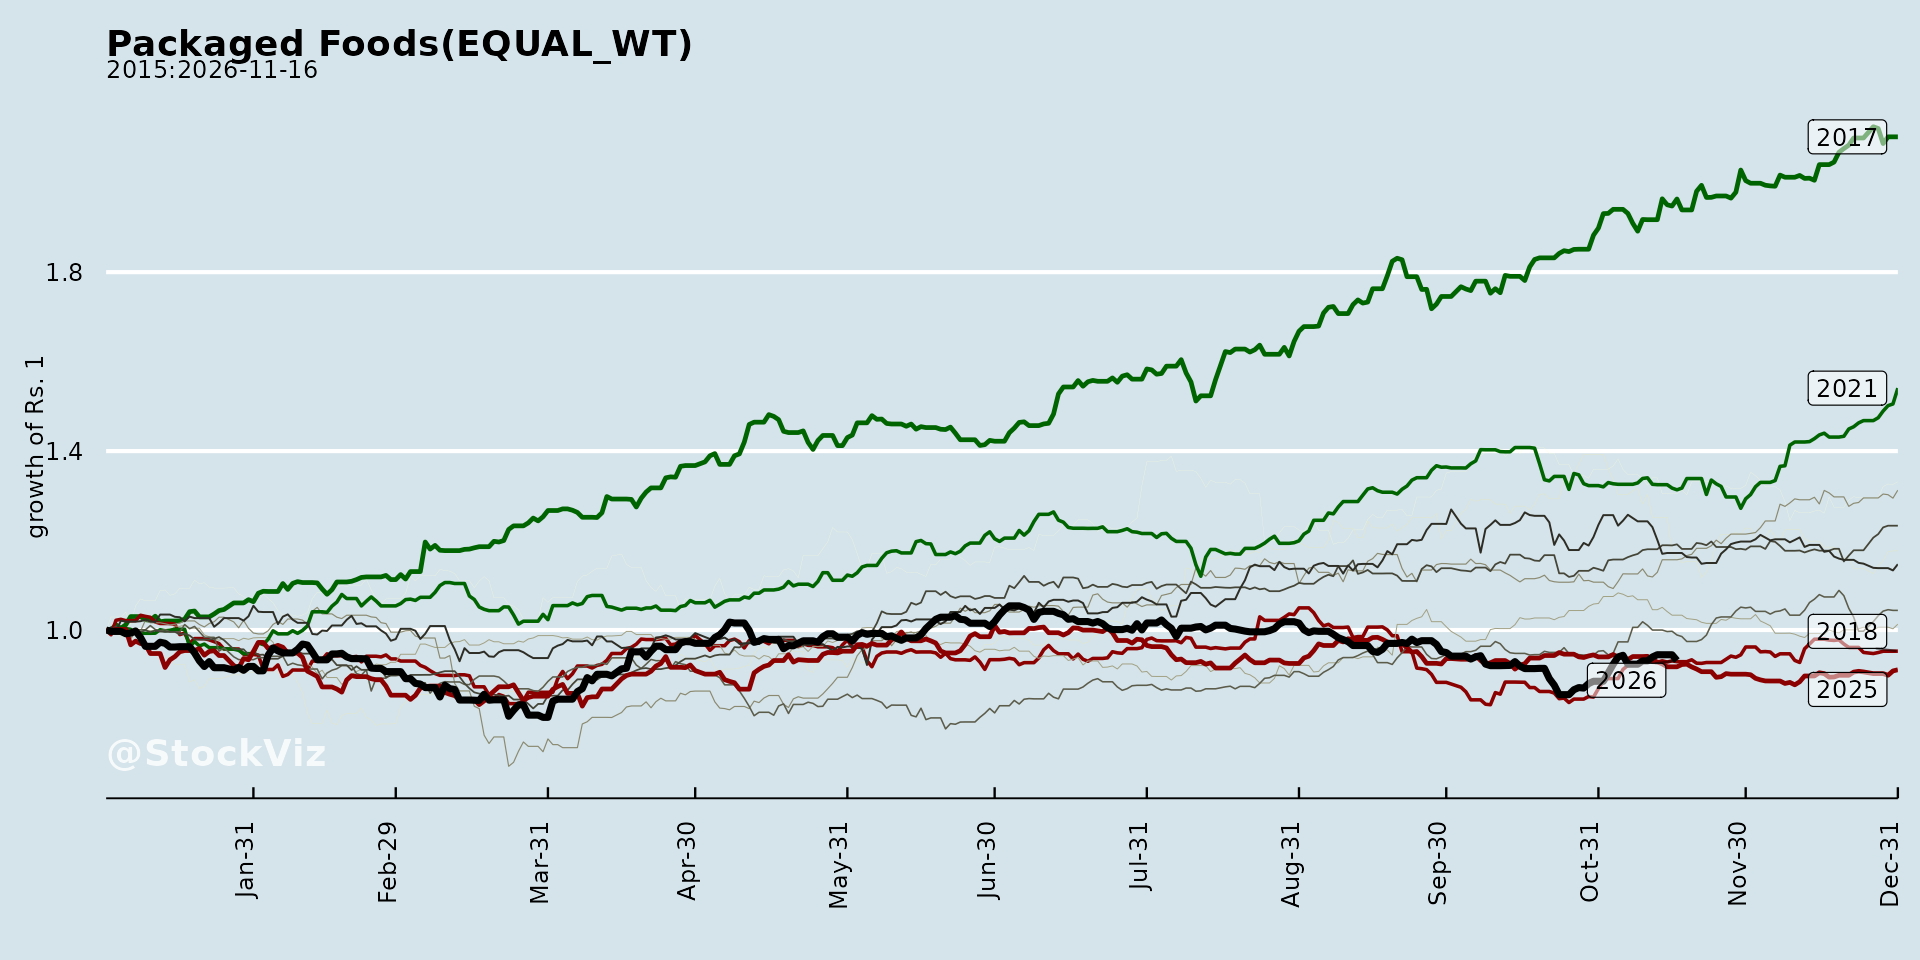 Packaged Foods(EQUAL_WT)
2015:2026-11-16
2017
1.8
2021
growth of Rs. 1
1.4
1.0
2018
2026
2025
@StockViz
Jan-31
Feb-29
Mar-31
Apr-30
May-31
Jun-30
Jul-31
Aug-31
Sep-30
Oct-31
Nov-30
Dec-31